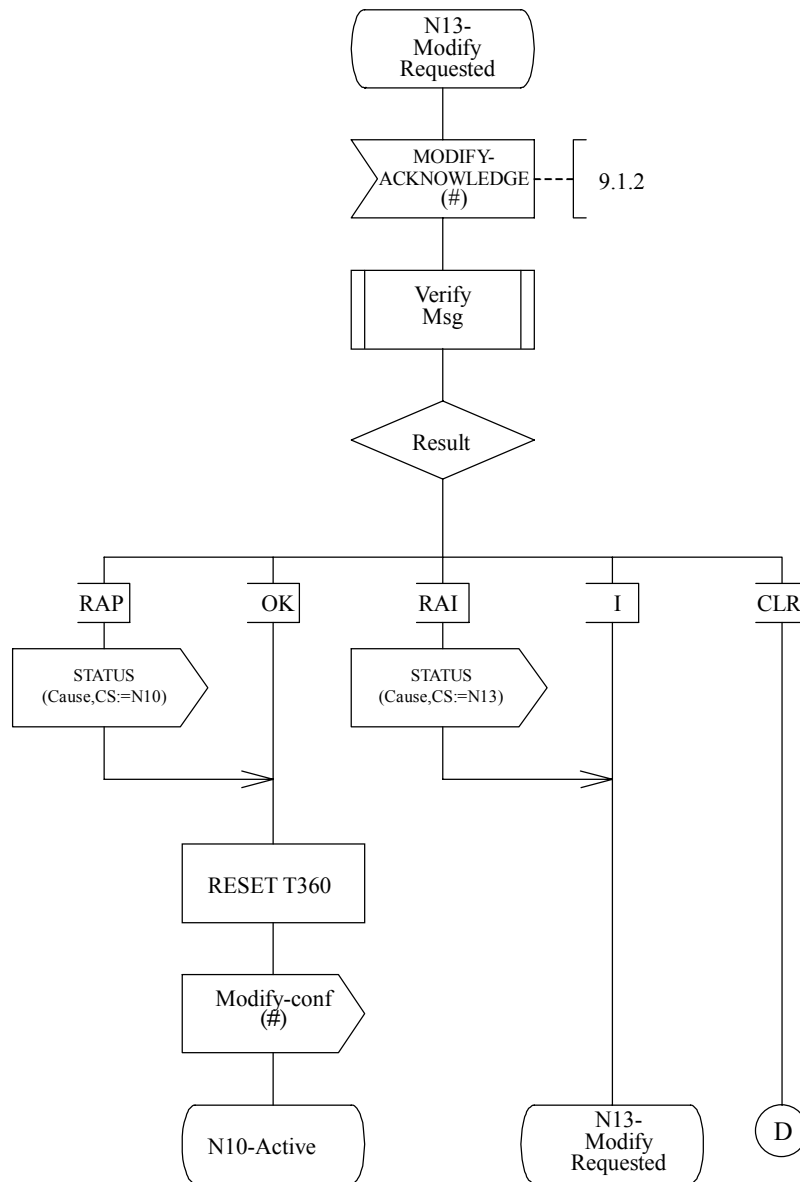 N13-
Modify
Requested
MODIFY-
ACKNOWLEDGE
(#)
9.1.2
Verify
Msg
Result
RAP
OK
RAI
I
CLR
STATUS
(Cause,CS:=N10)
STATUS
(Cause,CS:=N13)
RESET T360
Modify-conf
(#)
N10-Active
N13-
Modify
Requested
D